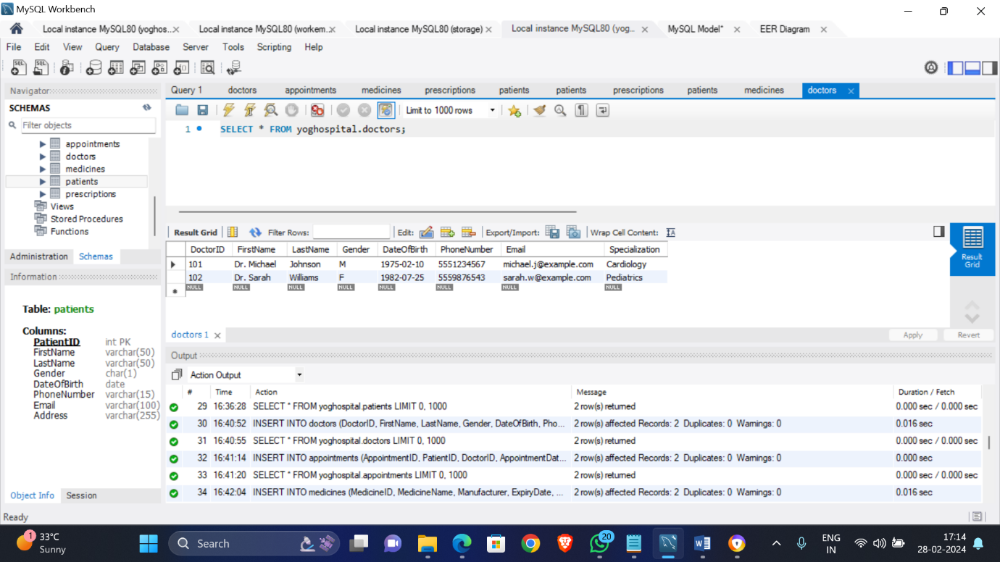 MySQL Workbench
Local instance MySQL80 (yoghos... Local instance MySQL80 (workem... Local instance MySQL80 (storage) Local instance MySQL80 (yog... MySQL Model* EER Diagram
File Edit View Query Database Server Tools Scripting Help
Navigator
SCHEMAS
Filter objects
appointments
doctors
medicines
patients
prescriptions
Views
Stored Procedures
Functions
Administration Schemas
Information
Table: patients
Columns:
PatientID int PK
FirstName varchar(50)
LastName varchar(50)
Gender char(1)
DateOfBirth date
PhoneNumber varchar(15)
Email varchar(100)
Address varchar(255)
Object Info Session
Query 1 doctors appointments medicines prescriptions patients patients prescriptions patients medicines doctors
Limit to 1000 rows
1 SELECT * FROM yoghospital.doctors;
Result Grid Filter Rows: Edit: Export/Import: Wrap Cell Content:
DoctorID FirstName LastName Gender DateOfBirth PhoneNumber Email Specialization
101 Dr. Michael Johnson M 1975-02-10 5551234567 michael.j@example.com Cardiology
102 Dr. Sarah Williams F 1982-07-25 5559876543 sarah.w@example.com Pediatrics
NULL NULL NULL NULL NULL NULL NULL NULL
Result
Grid
doctors 1
Apply Revert
Output
Action Output
# Time Action Message Duration / Fetch
29 16:36:28 SELECT * FROM yoghospital.patients LIMIT 0, 1000 2 row(s) returned 0.000 sec / 0.000 sec
30 16:40:52 INSERT INTO doctors (DoctorID, FirstName, LastName, Gender, DateOfBirth, Pho... 2 row(s) affected Records: 2 Duplicates: 0 Warnings: 0 0.016 sec
31 16:40:55 SELECT * FROM yoghospital.doctors LIMIT 0, 1000 2 row(s) returned 0.000 sec / 0.000 sec
32 16:41:14 INSERT INTO appointments (AppointmentID, PatientID, DoctorID, AppointmentDat... 2 row(s) affected Records: 2 Duplicates: 0 Warnings: 0 0.000 sec
33 16:41:20 SELECT * FROM yoghospital.appointments LIMIT 0, 1000 2 row(s) returned 0.000 sec / 0.000 sec
34 16:42:04 INSERT INTO medicines (MedicineID, MedicineName, Manufacturer, ExpiryDate, ... 2 row(s) affected Records: 2 Duplicates: 0 Warnings: 0 0.016 sec
Ready
1 33°C
Sunny
Search
20
ENG
IN
17:14
28-02-2024